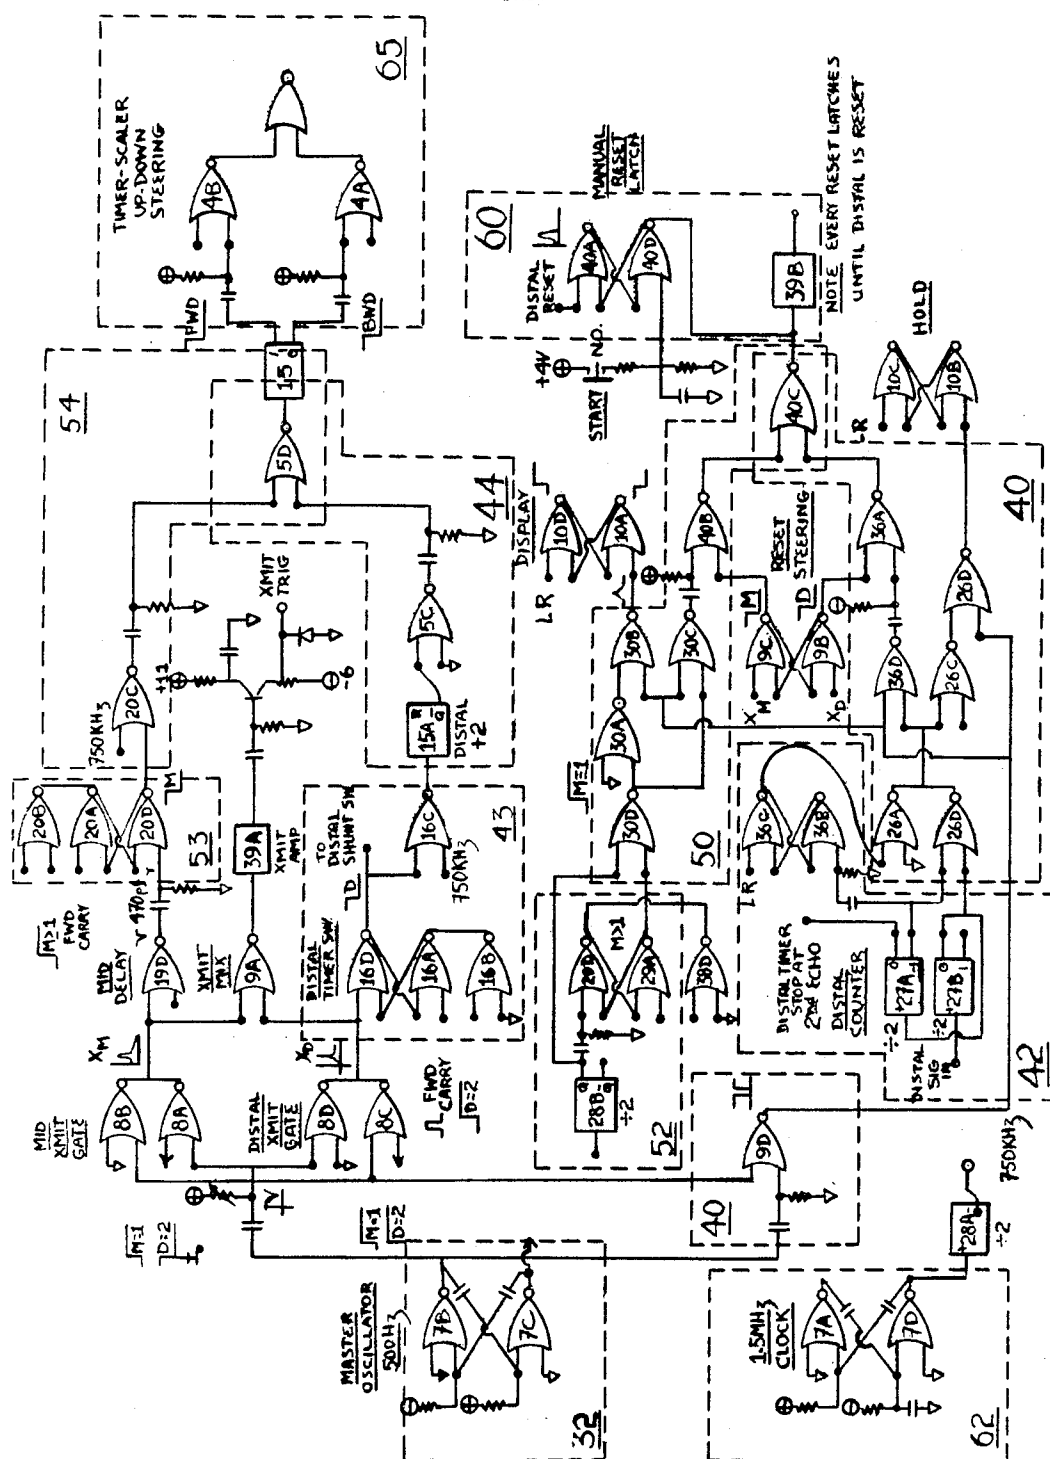 TIMER-SCALER
UP-DOWN
STEERING
65
4B
4A
FWD
BWD
15
54
5D
44
20C
750KHz
+12
XMIT
TRIG
-6
5C
15A
DISTAL
÷2
20B
20A
20D
M
53
M>1
FWD
CARRY
470pf
MID
DELAY
19D
39A
XMIT
AMP
XMIT
MAX
9A
TO
DISTAL
SHUNT SW.
D
43
16C
750KHz
DISTAL
TIMER SW.
16D
16A
16B
XM
MID
XMIT
GATE
8B
8A
DISTAL
XMIT
GATE
8D
8C
XD
FWD
CARRY
D=2
M=1
D=2
M=1
D=2
MASTER
OSCILLATOR
500Hz
7B
7C
32
60
MANUAL
RESET
LATCH
DISTAL
RESET
40A
40D
39B
NOTE EVERY RESET LATCHES
UNTIL DISTAL IS RESET
+4V
N.O.
START
40C
HOLD
10C
10B
LR
DISPLAY
10D
10A
LR
40B
RESET
STEERING
M
D
9C
9B
XM
XD
36A
26D
40
M=1
30A
30B
30C
30D
50
36D
26C
36C
36B
LR
26A
26D
M>1
29D
29A
38D
28B
÷2
52
DISTAL TIMER
STOP AT
2nd ECHO
DISTAL
COUNTER
÷27A
÷27B
÷2
÷2
DISTAL
SIG
IN
42
9D
40
750KHz
÷28A
÷2
1.5MHz
CLOCK
7A
7D
62